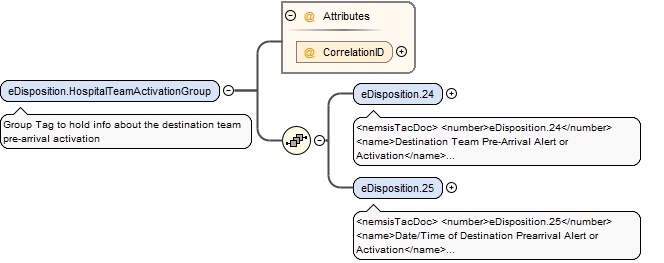 @ Attributes
@ CorrelationID
eDisposition.HospitalTeamActivationGroup
Group Tag to hold info about the destination team
pre-arrival activation
eDisposition.24
<nemsisTacDoc> <number>eDisposition.24</number>
<name>Destination Team Pre-Arrival Alert or
Activation</name>...
eDisposition.25
<nemsisTacDoc> <number>eDisposition.25</number>
<name>Date/Time of Destination Prearrival Alert or
Activation</name>...